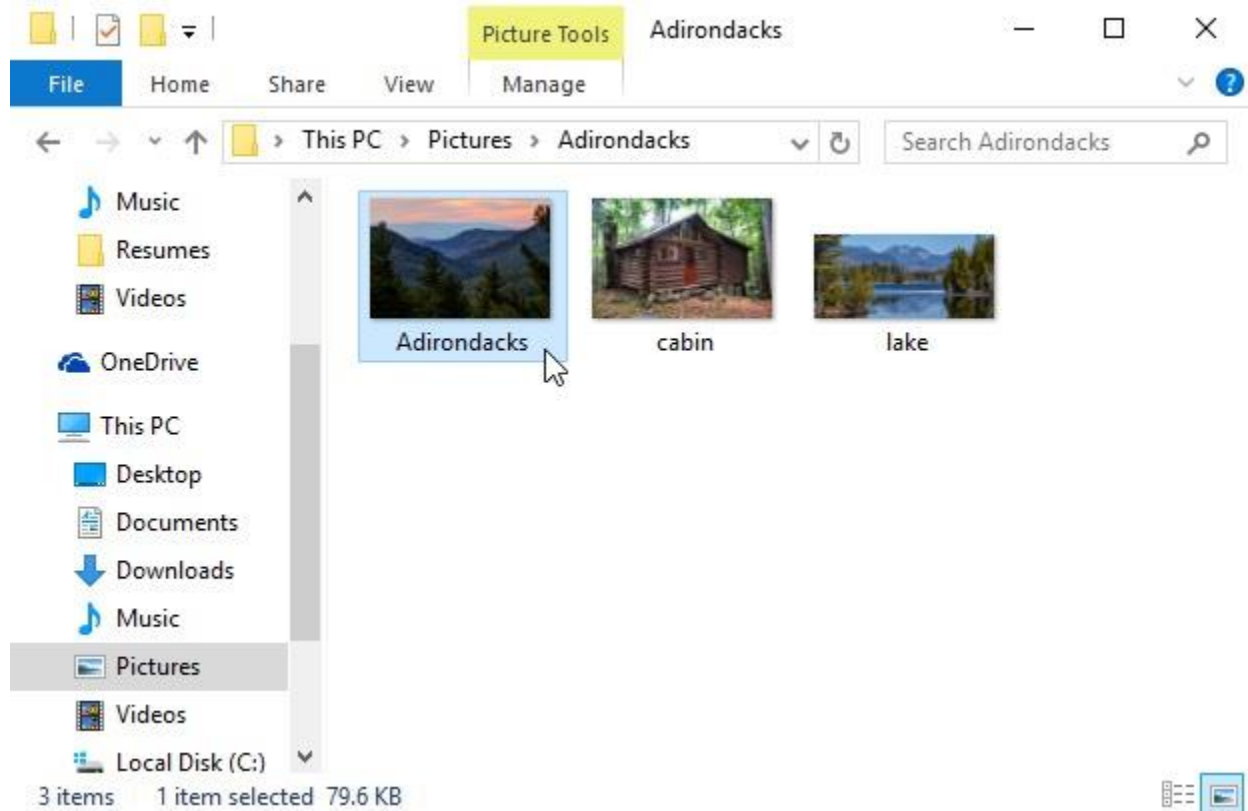 Picture Tools Adirondacks
File Home Share View Manage ?
> This PC > Pictures > Adirondacks Search Adirondacks
Music
Resumes
Videos
OneDrive
This PC
Desktop
Documents
Downloads
Music
Pictures
Videos
Local Disk (C:)
Adirondacks cabin lake
3 items 1 item selected 79.6 KB